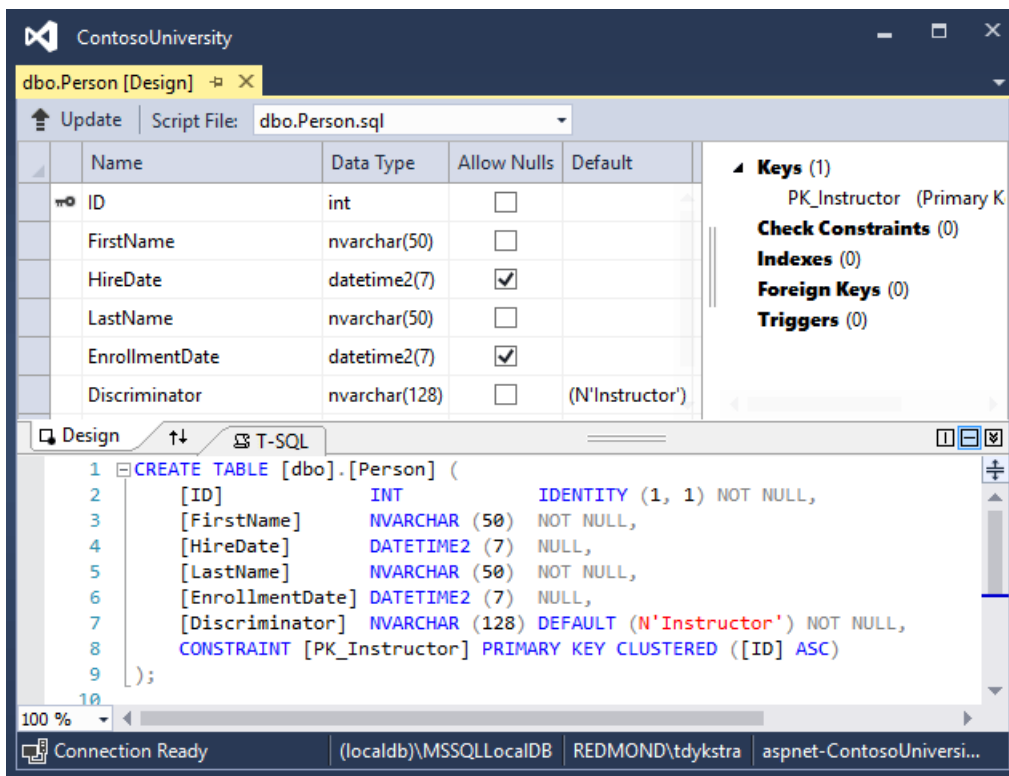 ContosoUniversity
dbo.Person [Design]
Update Script File: dbo.Person.sql
Name Data Type Allow Nulls Default
ID int
FirstName nvarchar(50)
HireDate datetime2(7)
LastName nvarchar(50)
EnrollmentDate datetime2(7)
Discriminator nvarchar(128) (N'Instructor')
Keys (1)
PK_Instructor (Primary K
Check Constraints (0)
Indexes (0)
Foreign Keys (0)
Triggers (0)
Design T-SQL
1 CREATE TABLE [dbo].[Person] (
2 [ID] INT IDENTITY (1, 1) NOT NULL,
3 [FirstName] NVARCHAR (50) NOT NULL,
4 [HireDate] DATETIME2 (7) NULL,
5 [LastName] NVARCHAR (50) NOT NULL,
6 [EnrollmentDate] DATETIME2 (7) NULL,
7 [Discriminator] NVARCHAR (128) DEFAULT (N'Instructor') NOT NULL,
8 CONSTRAINT [PK_Instructor] PRIMARY KEY CLUSTERED ([ID] ASC)
9 );
10
100 %
Connection Ready (localdb)\MSSQLLocalDB REDMOND\tdykstra aspnet-ContosoUniversi...